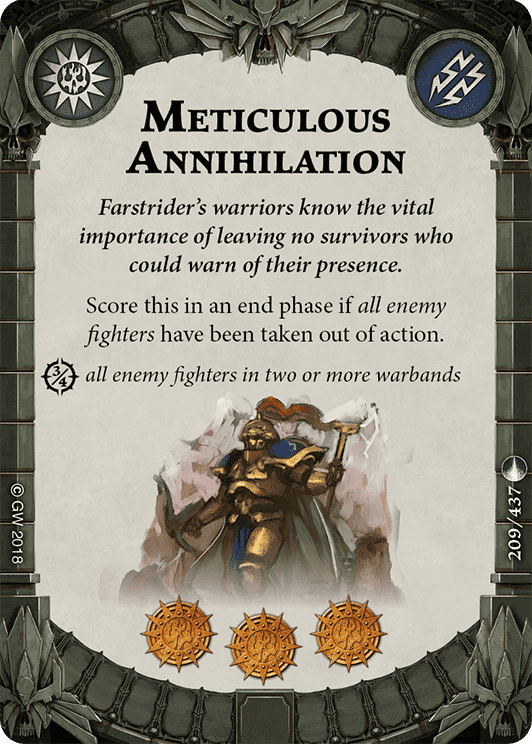 METICULOUS
ANNIHILATION
Farstrider's warriors know the vital
importance of leaving no survivors who
could warn of their presence.
Score this in an end phase if all enemy
fighters have been taken out of action.
3/4 all enemy fighters in two or more warbands
© GW 2018
209/437